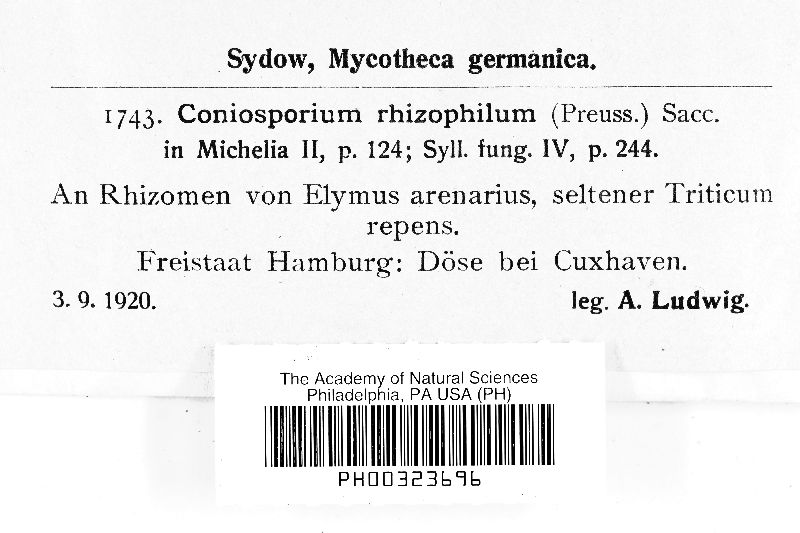 Sydow, Mycotheca germanica.
1743. Coniosporium rhizophilum (Preuss.) Sacc.
in Michelia II, p. 124; Syll. fung. IV, p. 244.
An Rhizomen von Elymus arenarius, seltener Triticum
repens.
Freistaat Hamburg: Döse bei Cuxhaven.
3. 9. 1920. leg. A. Ludwig.
The Academy of Natural Sciences
Philadelphia, PA USA (PH)
PH00323696